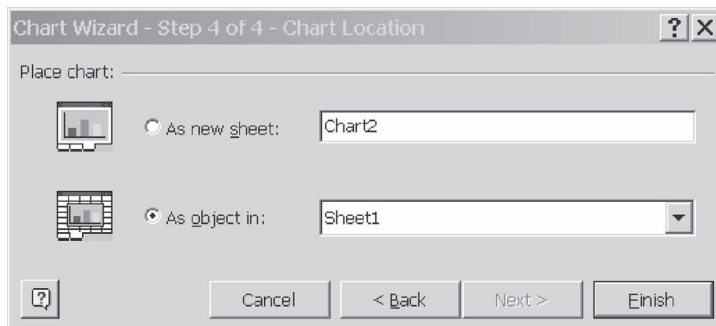 Chart Wizard - Step 4 of 4 - Chart Location
Place chart:
As new sheet: Chart2
As object in: Sheet1
Cancel < Back Next > Finish